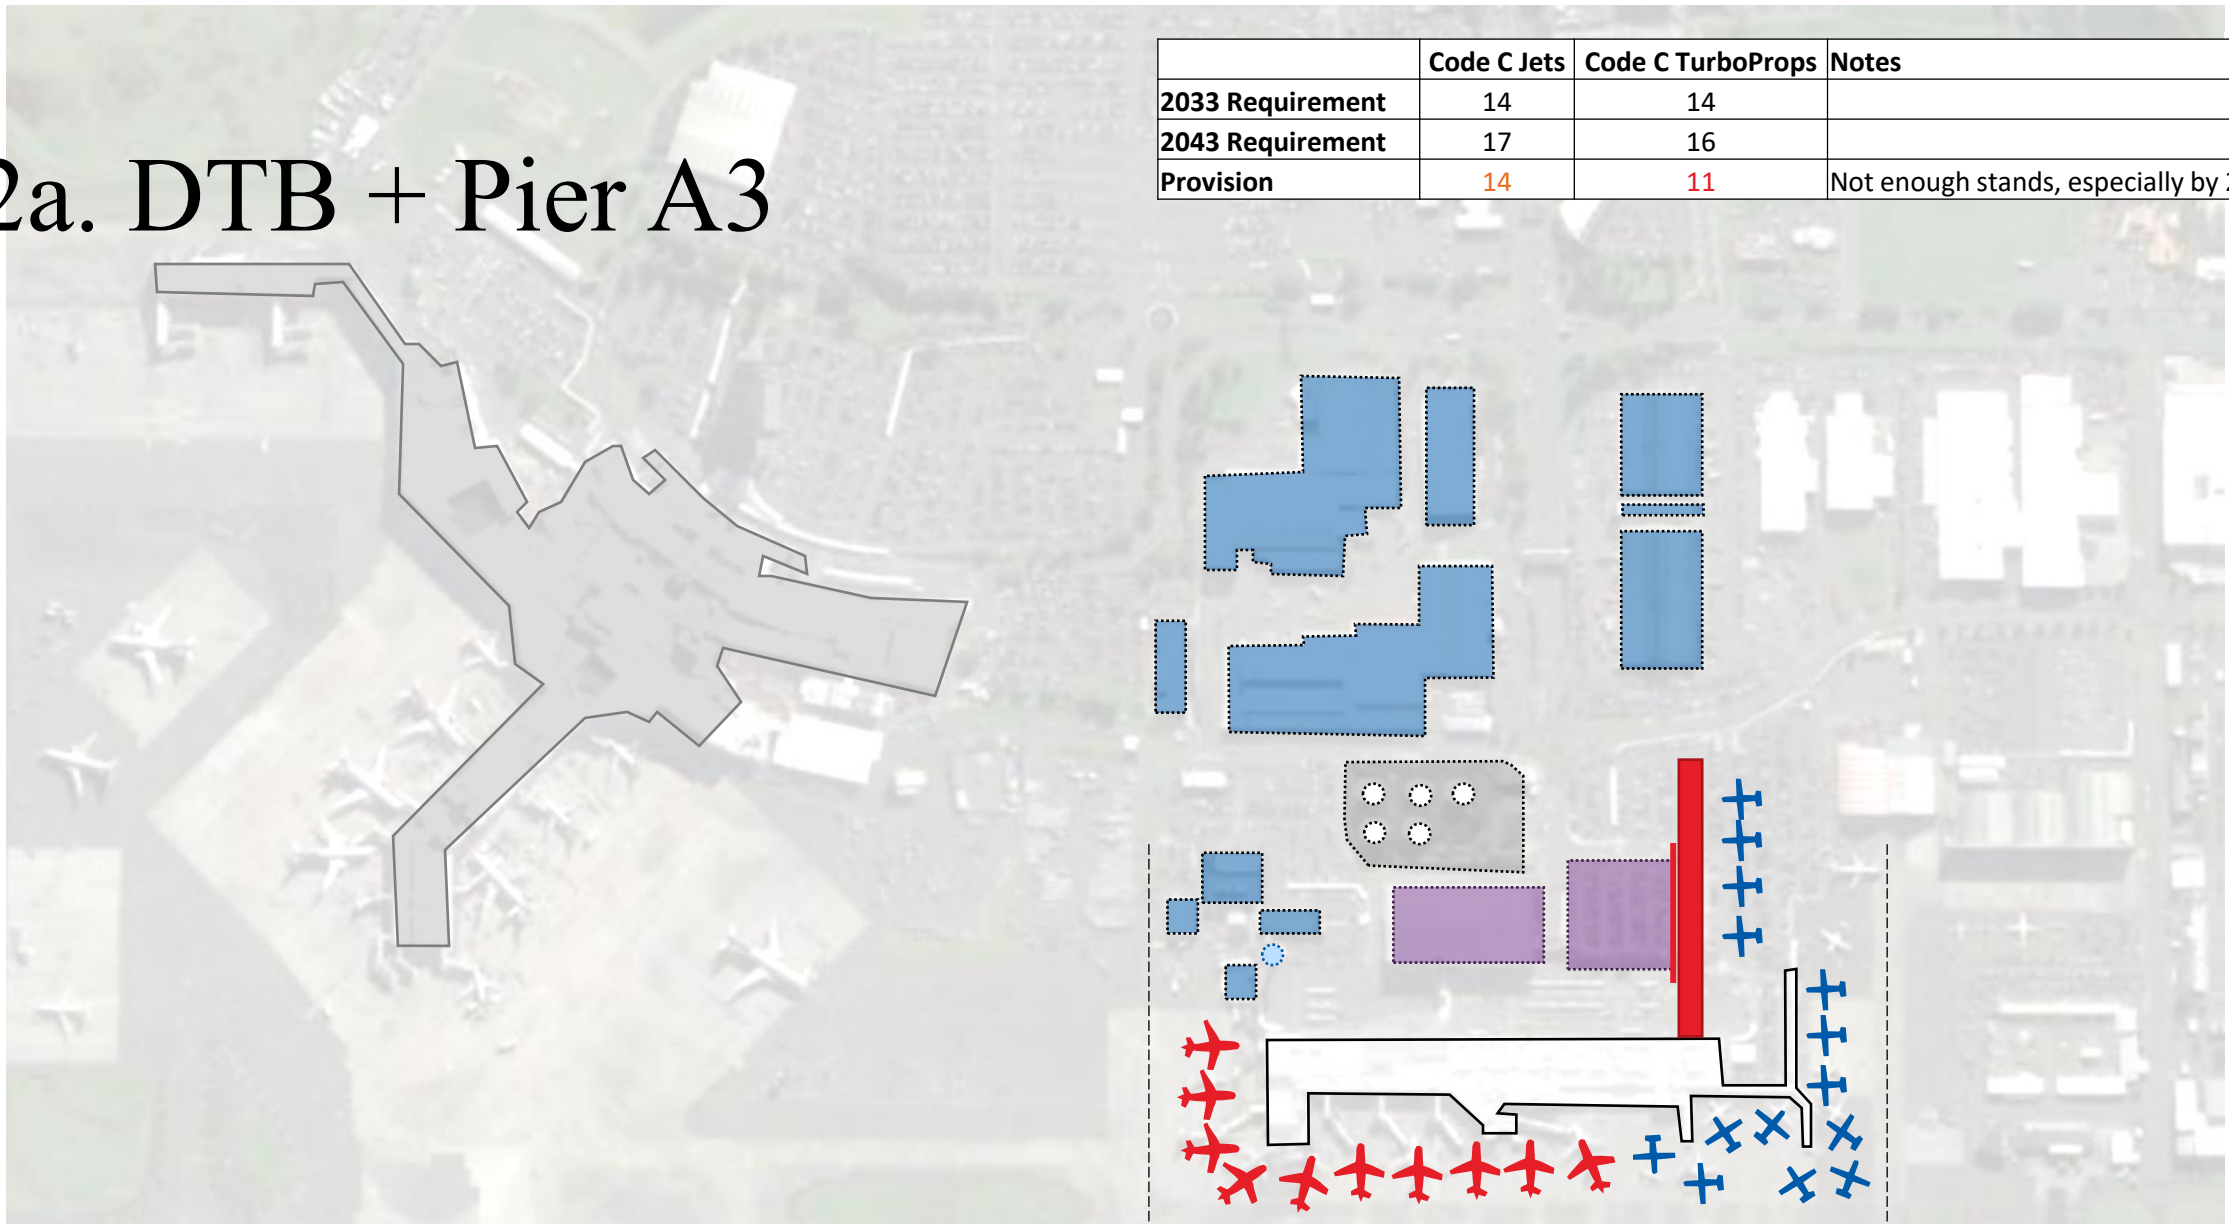 Code C Jets Code C TurboProps Notes
2033 Requirement 14 14
2043 Requirement 17 16
Provision 14 11 Not enough stands, especially by
2a. DTB + Pier A3